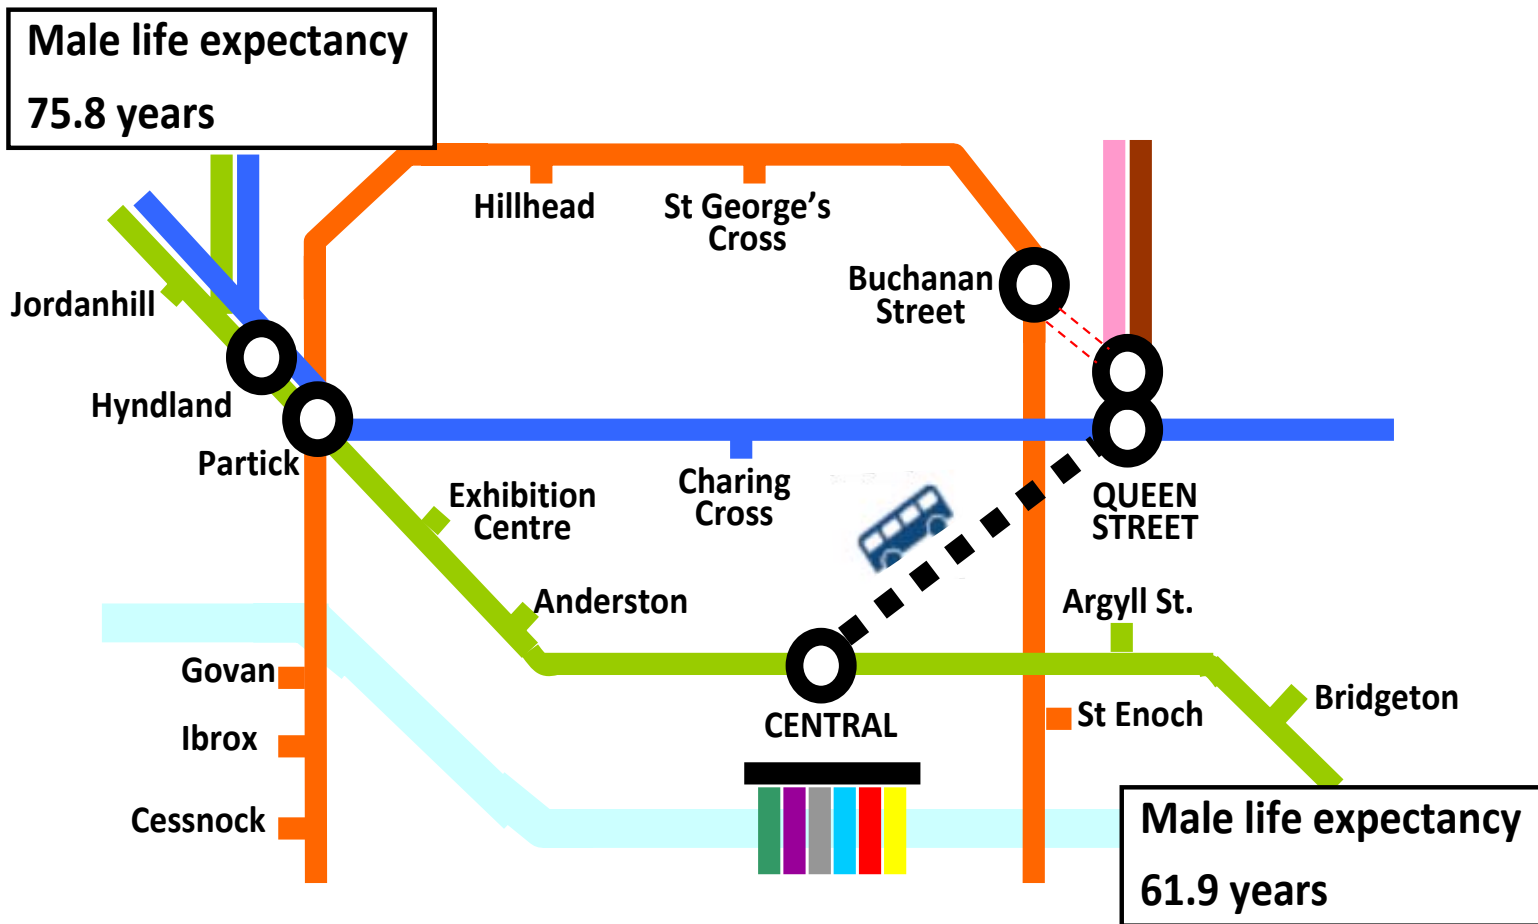 Male life expectancy
75.8 years
Hillhead
St George’s
Cross
Buchanan
Street
Jordanhill
Hyndland
Partick
Exhibition
Centre
Charing
Cross
QUEEN
STREET
Anderston
Argyll St.
Govan
Ibrox
Cessnock
CENTRAL
St Enoch
Bridgeton
Male life expectancy
61.9 years